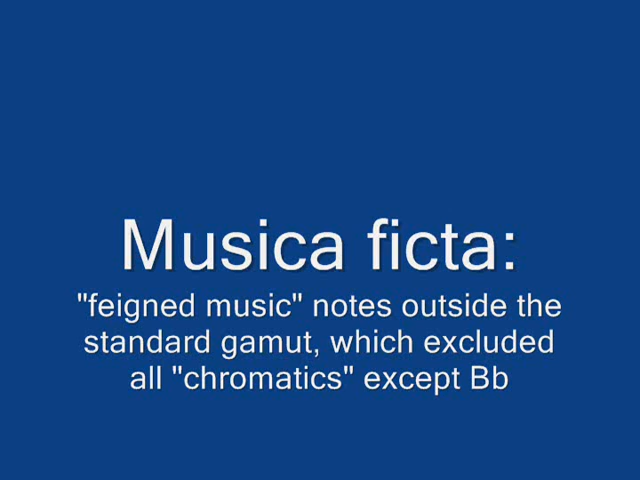 Musica ficta:
"feigned music" notes outside the
standard gamut, which excluded
all "chromatics" except Bb